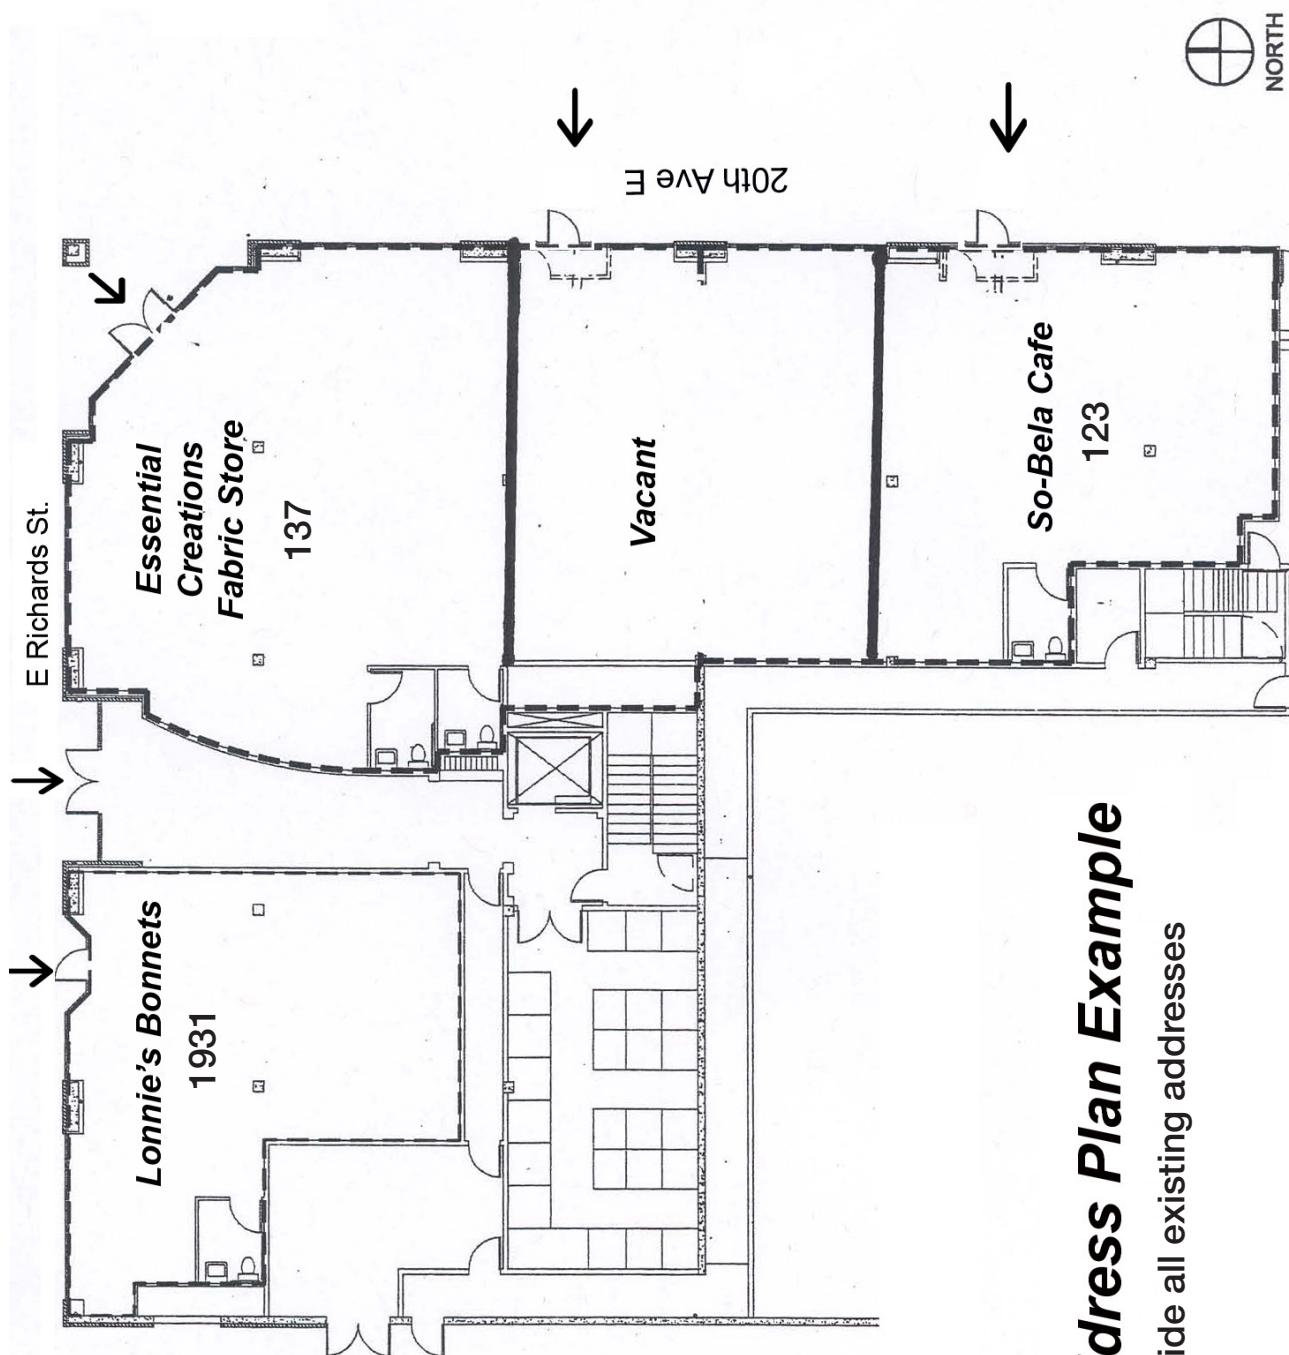 NORTH
E Richards St.
20th Ave E
Essential
Creations
Fabric Store
137
Vacant
So-Bela Cafe
123
Lonnie's Bonnets
1931
dress Plan Example
ide all existing addresses